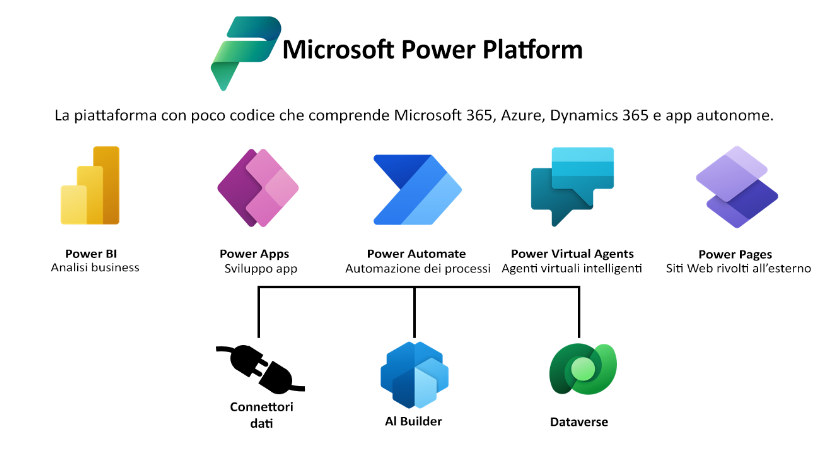 Microsoft Power Platform
La piattaforma con poco codice che comprende Microsoft 365, Azure, Dynamics 365 e app autonome.
Power BI
Analisi business
Power Apps
Sviluppo app
Power Automate
Automazione dei processi
Power Virtual Agents
Agenti virtuali intelligenti
Power Pages
Siti Web rivolti all’esterno
Connettori
dati
AI Builder
Dataverse